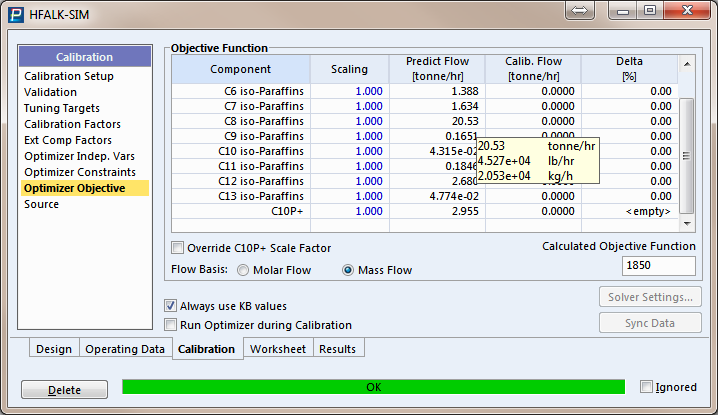 HFALK-SIM
Calibration
Calibration Setup
Validation
Tuning Targets
Calibration Factors
Ext Comp Factors
Optimizer Indep. Vars
Optimizer Constraints
Optimizer Objective
Source
Objective Function
Component Scaling Predict Flow [tonne/hr] Calib. Flow [tonne/hr] Delta [%]
C6 iso-Paraffins 1.000 1.388 0.0000 0.00
C7 iso-Paraffins 1.000 1.634 0.0000 0.00
C8 iso-Paraffins 1.000 20.53 0.0000 0.00
C9 iso-Paraffins 1.000 0.1651 0.00
C10 iso-Paraffins 1.000 4.315e-02 0.00
C11 iso-Paraffins 1.000 0.1846 0.00
C12 iso-Paraffins 1.000 2.680 0.00
C13 iso-Paraffins 1.000 4.774e-02 0.0000 0.00
C10P+ 1.000 2.955 0.0000 <empty>
20.53 tonne/hr
4.527e+04 lb/hr
2.053e+04 kg/h
Override C10P+ Scale Factor
Calculated Objective Function
1850
Flow Basis: Molar Flow Mass Flow
Always use KB values
Run Optimizer during Calibration
Solver Settings...
Sync Data
Design Operating Data Calibration Worksheet Results
Delete OK Ignored